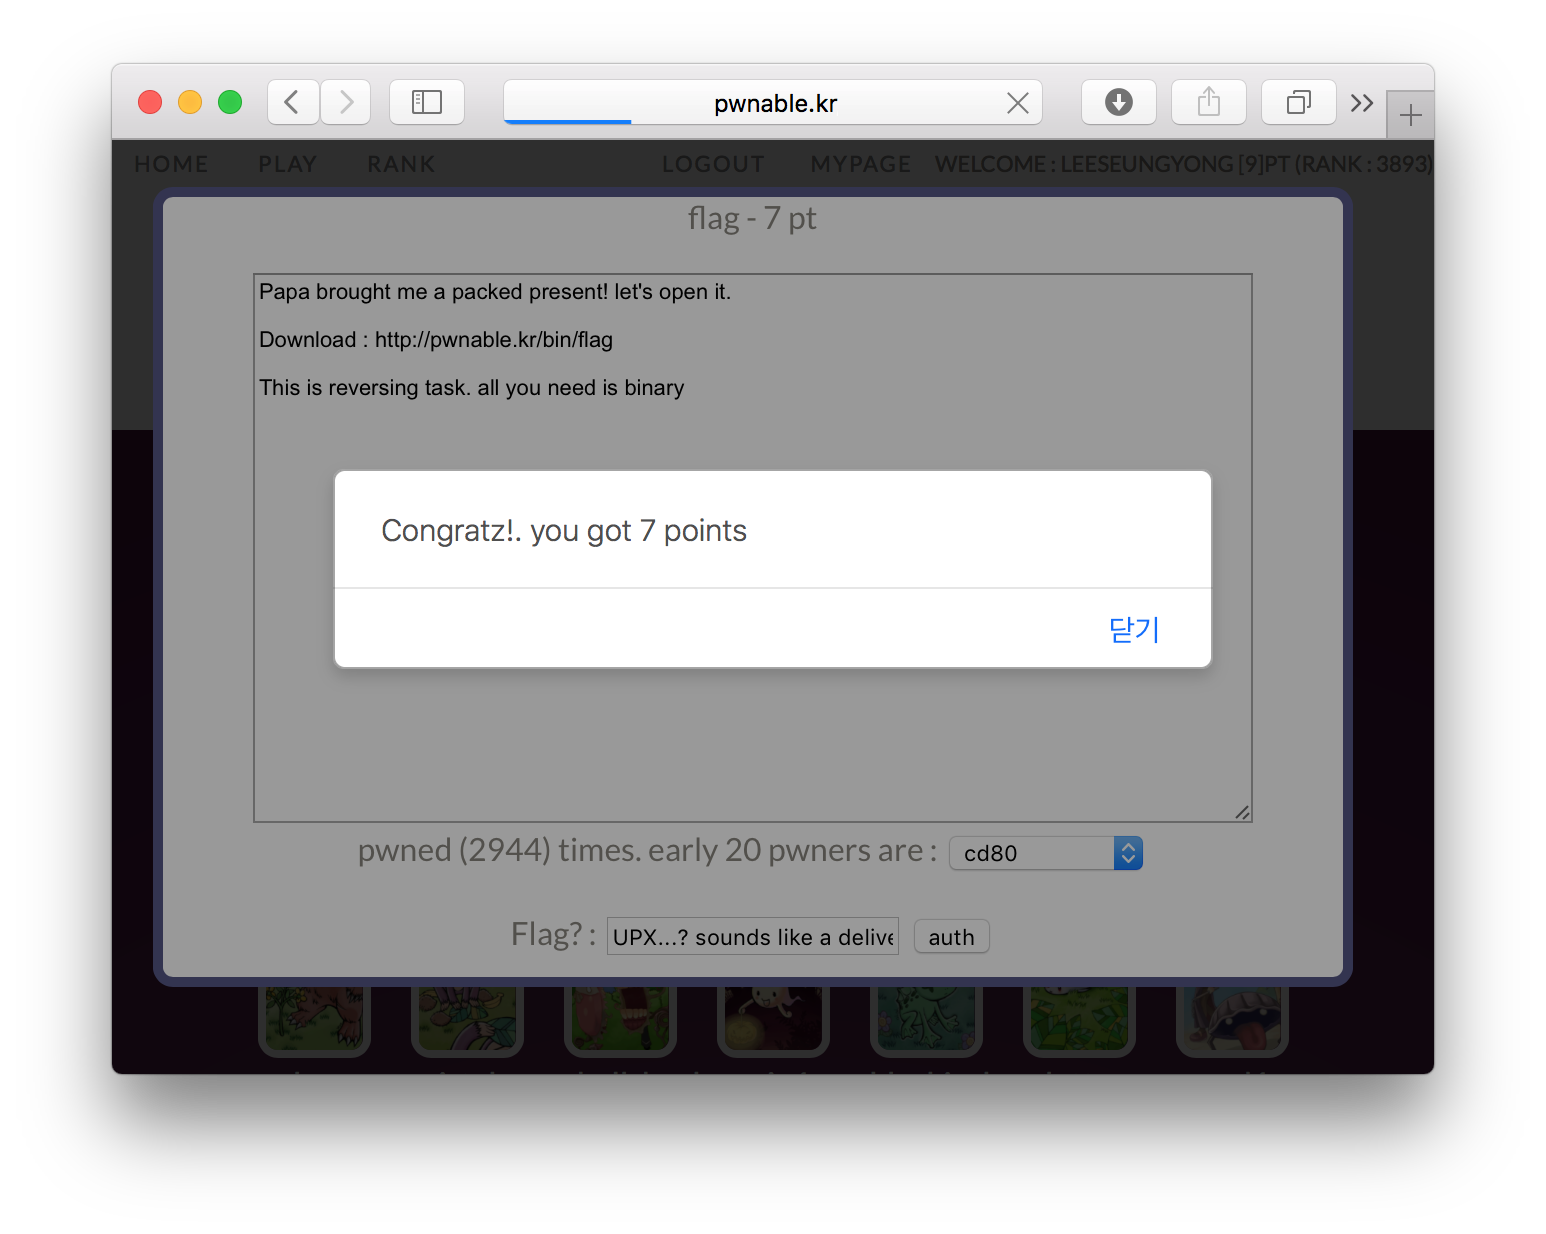 pwnable.kr
HOME PLAY RANK LOGOUT MYPAGE WELCOME : LEESEUNGYONG [9]PT (RANK : 3893)
flag - 7 pt
Papa brought me a packed present! let's open it.
Download : http://pwnable.kr/bin/flag
This is reversing task. all you need is binary
Congratz!. you got 7 points
닫기
pwned (2944) times. early 20 pwners are : cd80
Flag? : UPX...? sounds like a delive auth